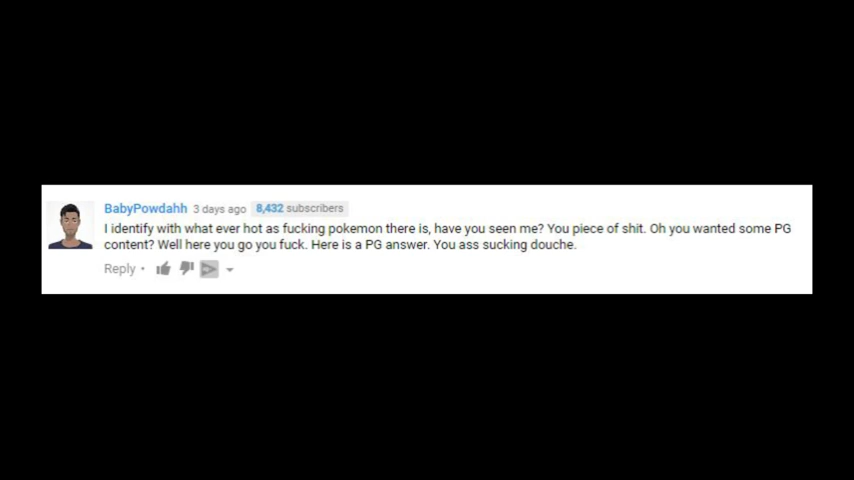 BabyPowdahh 3 days ago 8,432 subscribers
I identify with what ever hot as fucking pokemon there is, have you seen me? You piece of shit. Oh you wanted some PG
content? Well here you go you fuck. Here is a PG answer. You ass sucking douche.
Reply •